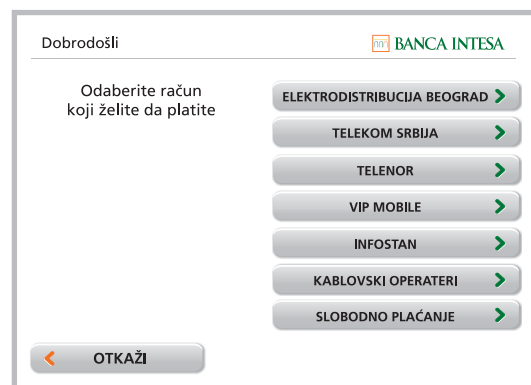 Dobrodošli
BANCA INTESA
Odaberite račun
koji želite da platite
ELEKTRODISTRIBUCIJA BEOGRAD
TELEKOM SRBIJA
TELENOR
VIP MOBILE
INFOSTAN
KABLOVSKI OPERATERI
SLOBODNO PLAĆANJE
OTKAŽI